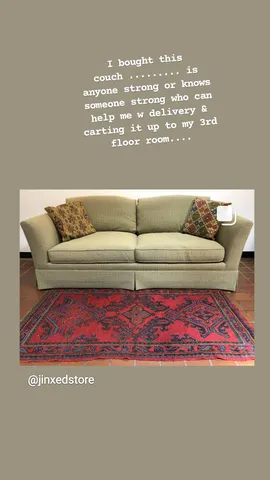 I bought this
couch ......... is
anyone strong or knows
someone strong who can
help me w delivery &
carting it up to my 3rd
floor room....
@jinxedstore